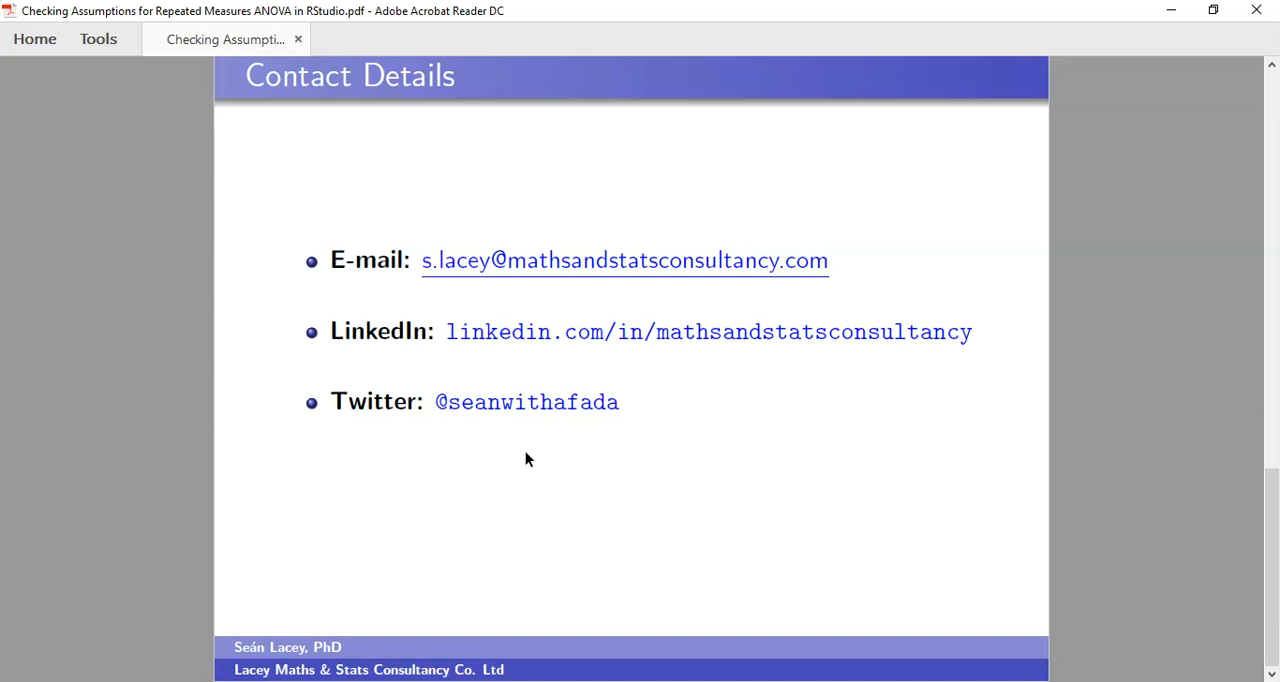 Checking Assumptions for Repeated Measures ANOVA in RStudio.pdf - Adobe Acrobat Reader DC
Home Tools Checking Assumpti... ×
Contact Details
E-mail: s.lacey@mathsandstatsconsultancy.com
LinkedIn: linkedin.com/in/mathsandstatsconsultancy
Twitter: @seanwithafada
Seán Lacey, PhD
Lacey Maths & Stats Consultancy Co. Ltd